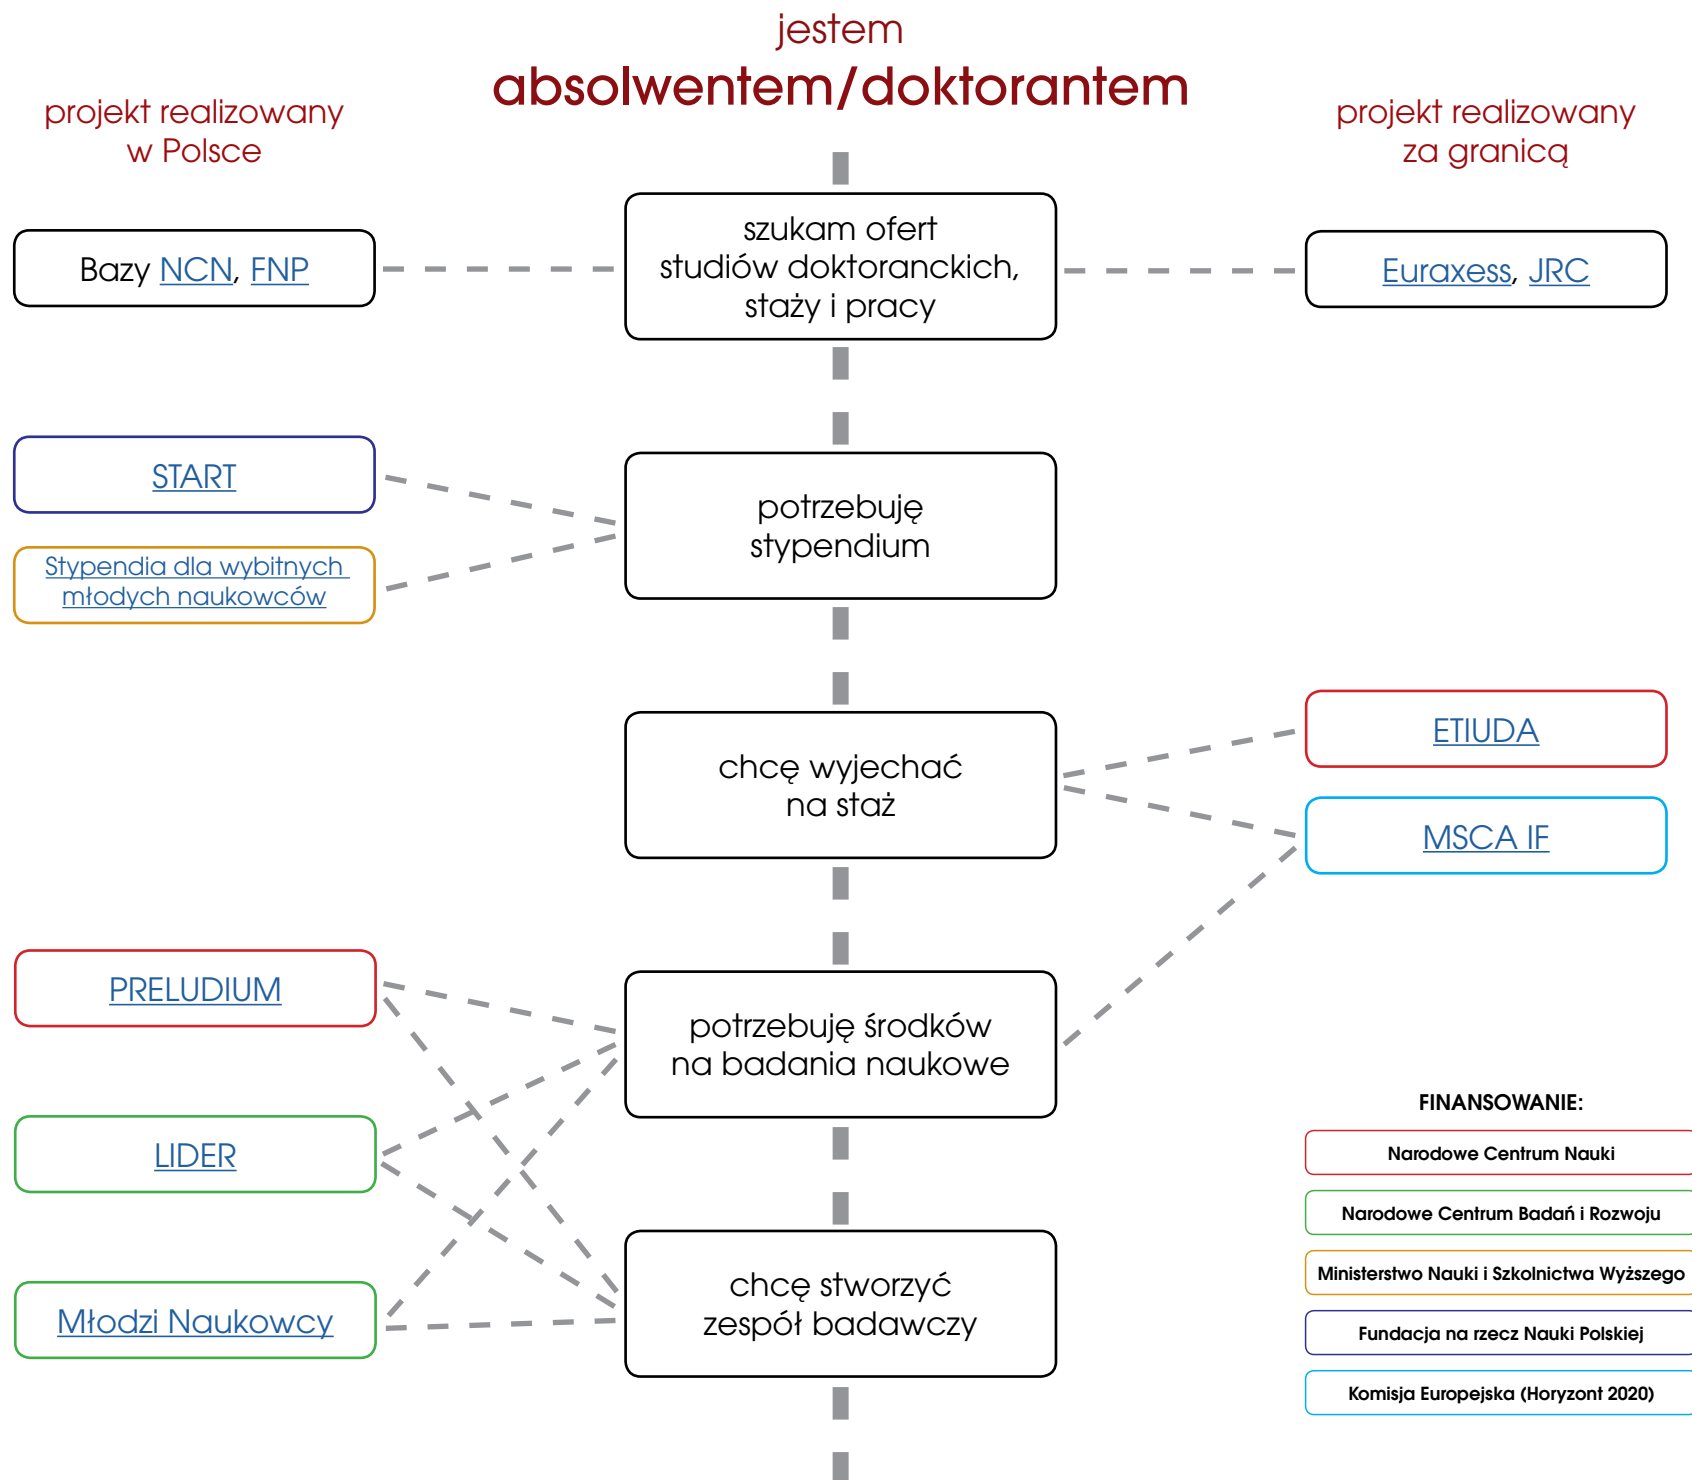 jestem
absolwentem/doktorantem
projekt realizowany
w Polsce
projekt realizowany
za granicą
Bazy NCN, FNP
szukam ofert
studiów doktoranckich,
staży i pracy
Euraxess, JRC
START
Stypendia dla wybitnych
młodych naukowców
potrzebuję
stypendium
chcę wyjechać
na staż
ETIUDA
MSCA IF
PRELUDIUM
LIDER
Młodzi Naukowcy
potrzebuję środków
na badania naukowe
chcę stworzyć
zespół badawczy
FINANSOWANIE:
Narodowe Centrum Nauki
Narodowe Centrum Badań i Rozwoju
Ministerstwo Nauki i Szkolnictwa Wyższego
Fundacja na rzecz Nauki Polskiej
Komisja Europejska (Horyzont 2020)